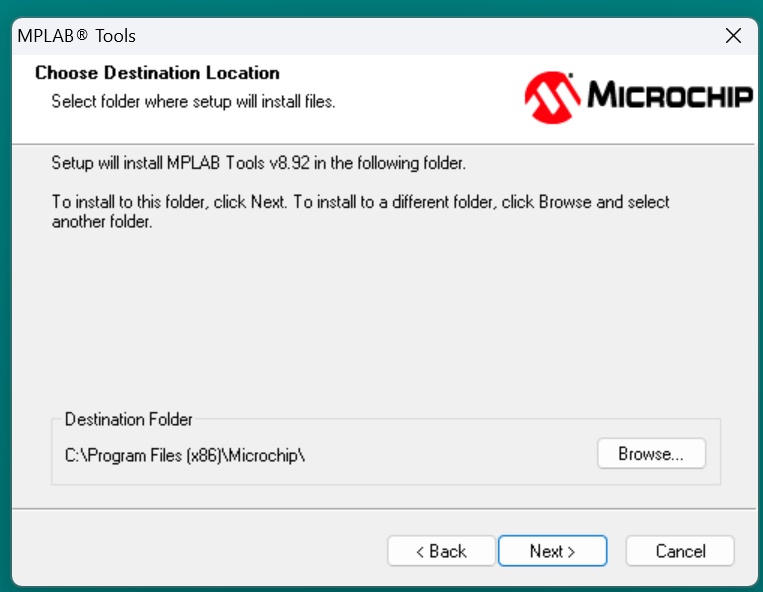 MPLAB® Tools
Choose Destination Location
Select folder where setup will install files.
MICROCHIP
Setup will install MPLAB Tools v8.92 in the following folder.
To install to this folder, click Next. To install to a different folder, click Browse and select
another folder.
Destination Folder
C:\Program Files (x86)\Microchip\
Browse...
< Back
Next >
Cancel